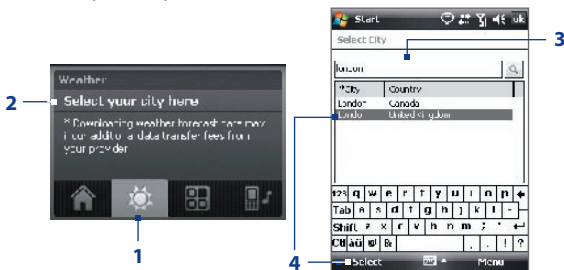 Weather
Select your city here
* Downloading weather forecast data may
incur additional data transfer fees from
your provider
1
2
Start
uk
Select City
london
City Country
London Canada
London United Kingdom
123 q w e r t y u i o p
Tab a s d f g h j k l
Shift z x c v b n m ; '
Ctl áü
Select Menu
3
4